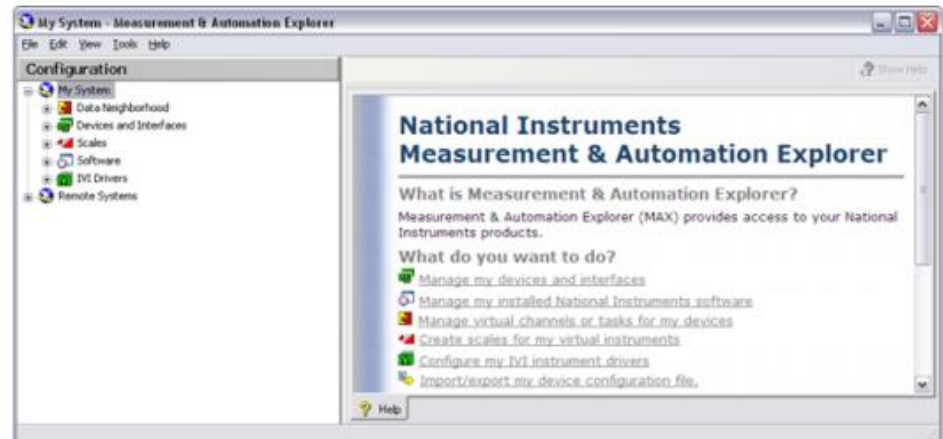 My System - Measurement & Automation Explorer
File Edit View Tools Help
Configuration
Show Help
My System
Data Neighborhood
Devices and Interfaces
Scales
Software
IVI Drivers
Remote Systems
National Instruments
Measurement & Automation Explorer
What is Measurement & Automation Explorer?
Measurement & Automation Explorer (MAX) provides access to your National
Instruments products.
What do you want to do?
Manage my devices and interfaces
Manage my installed National Instruments software
Manage virtual channels or tasks for my devices
Create scales for my virtual instruments
Configure my IVI instrument drivers
Import/export my device configuration file.
Help